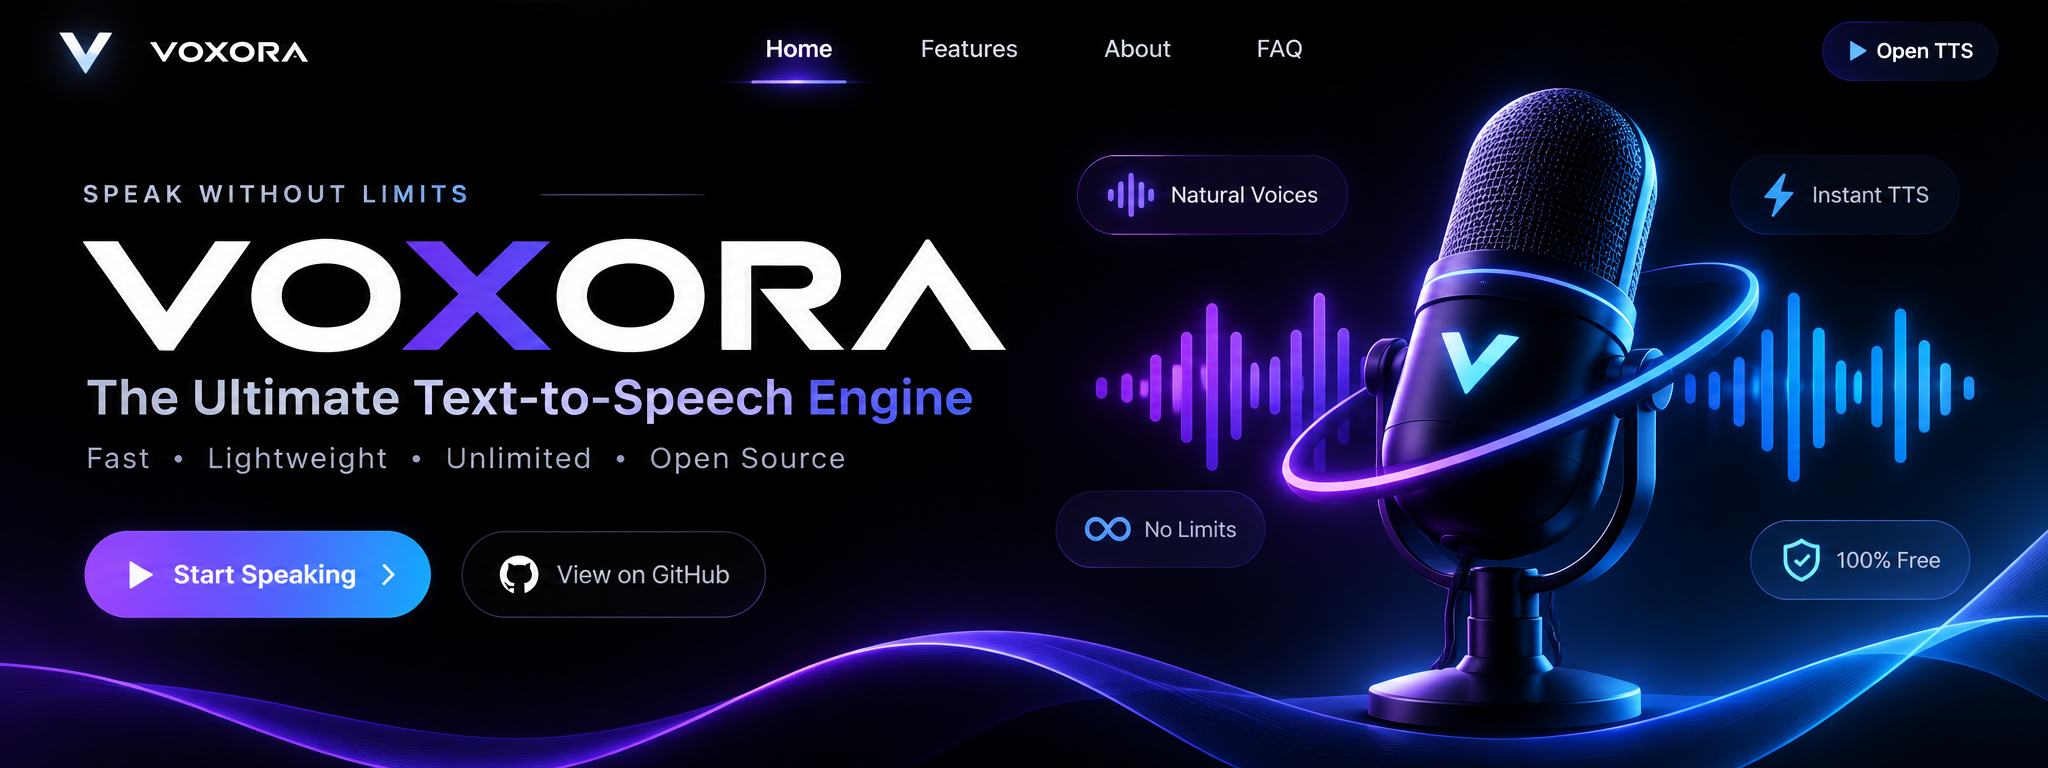 VOXORA
Home Features About FAQ
Open TTS
SPEAK WITHOUT LIMITS
VOXORA
The Ultimate Text-to-Speech Engine
Fast • Lightweight • Unlimited • Open Source
Start Speaking
View on GitHub
Natural Voices
Instant TTS
V
No Limits
100% Free